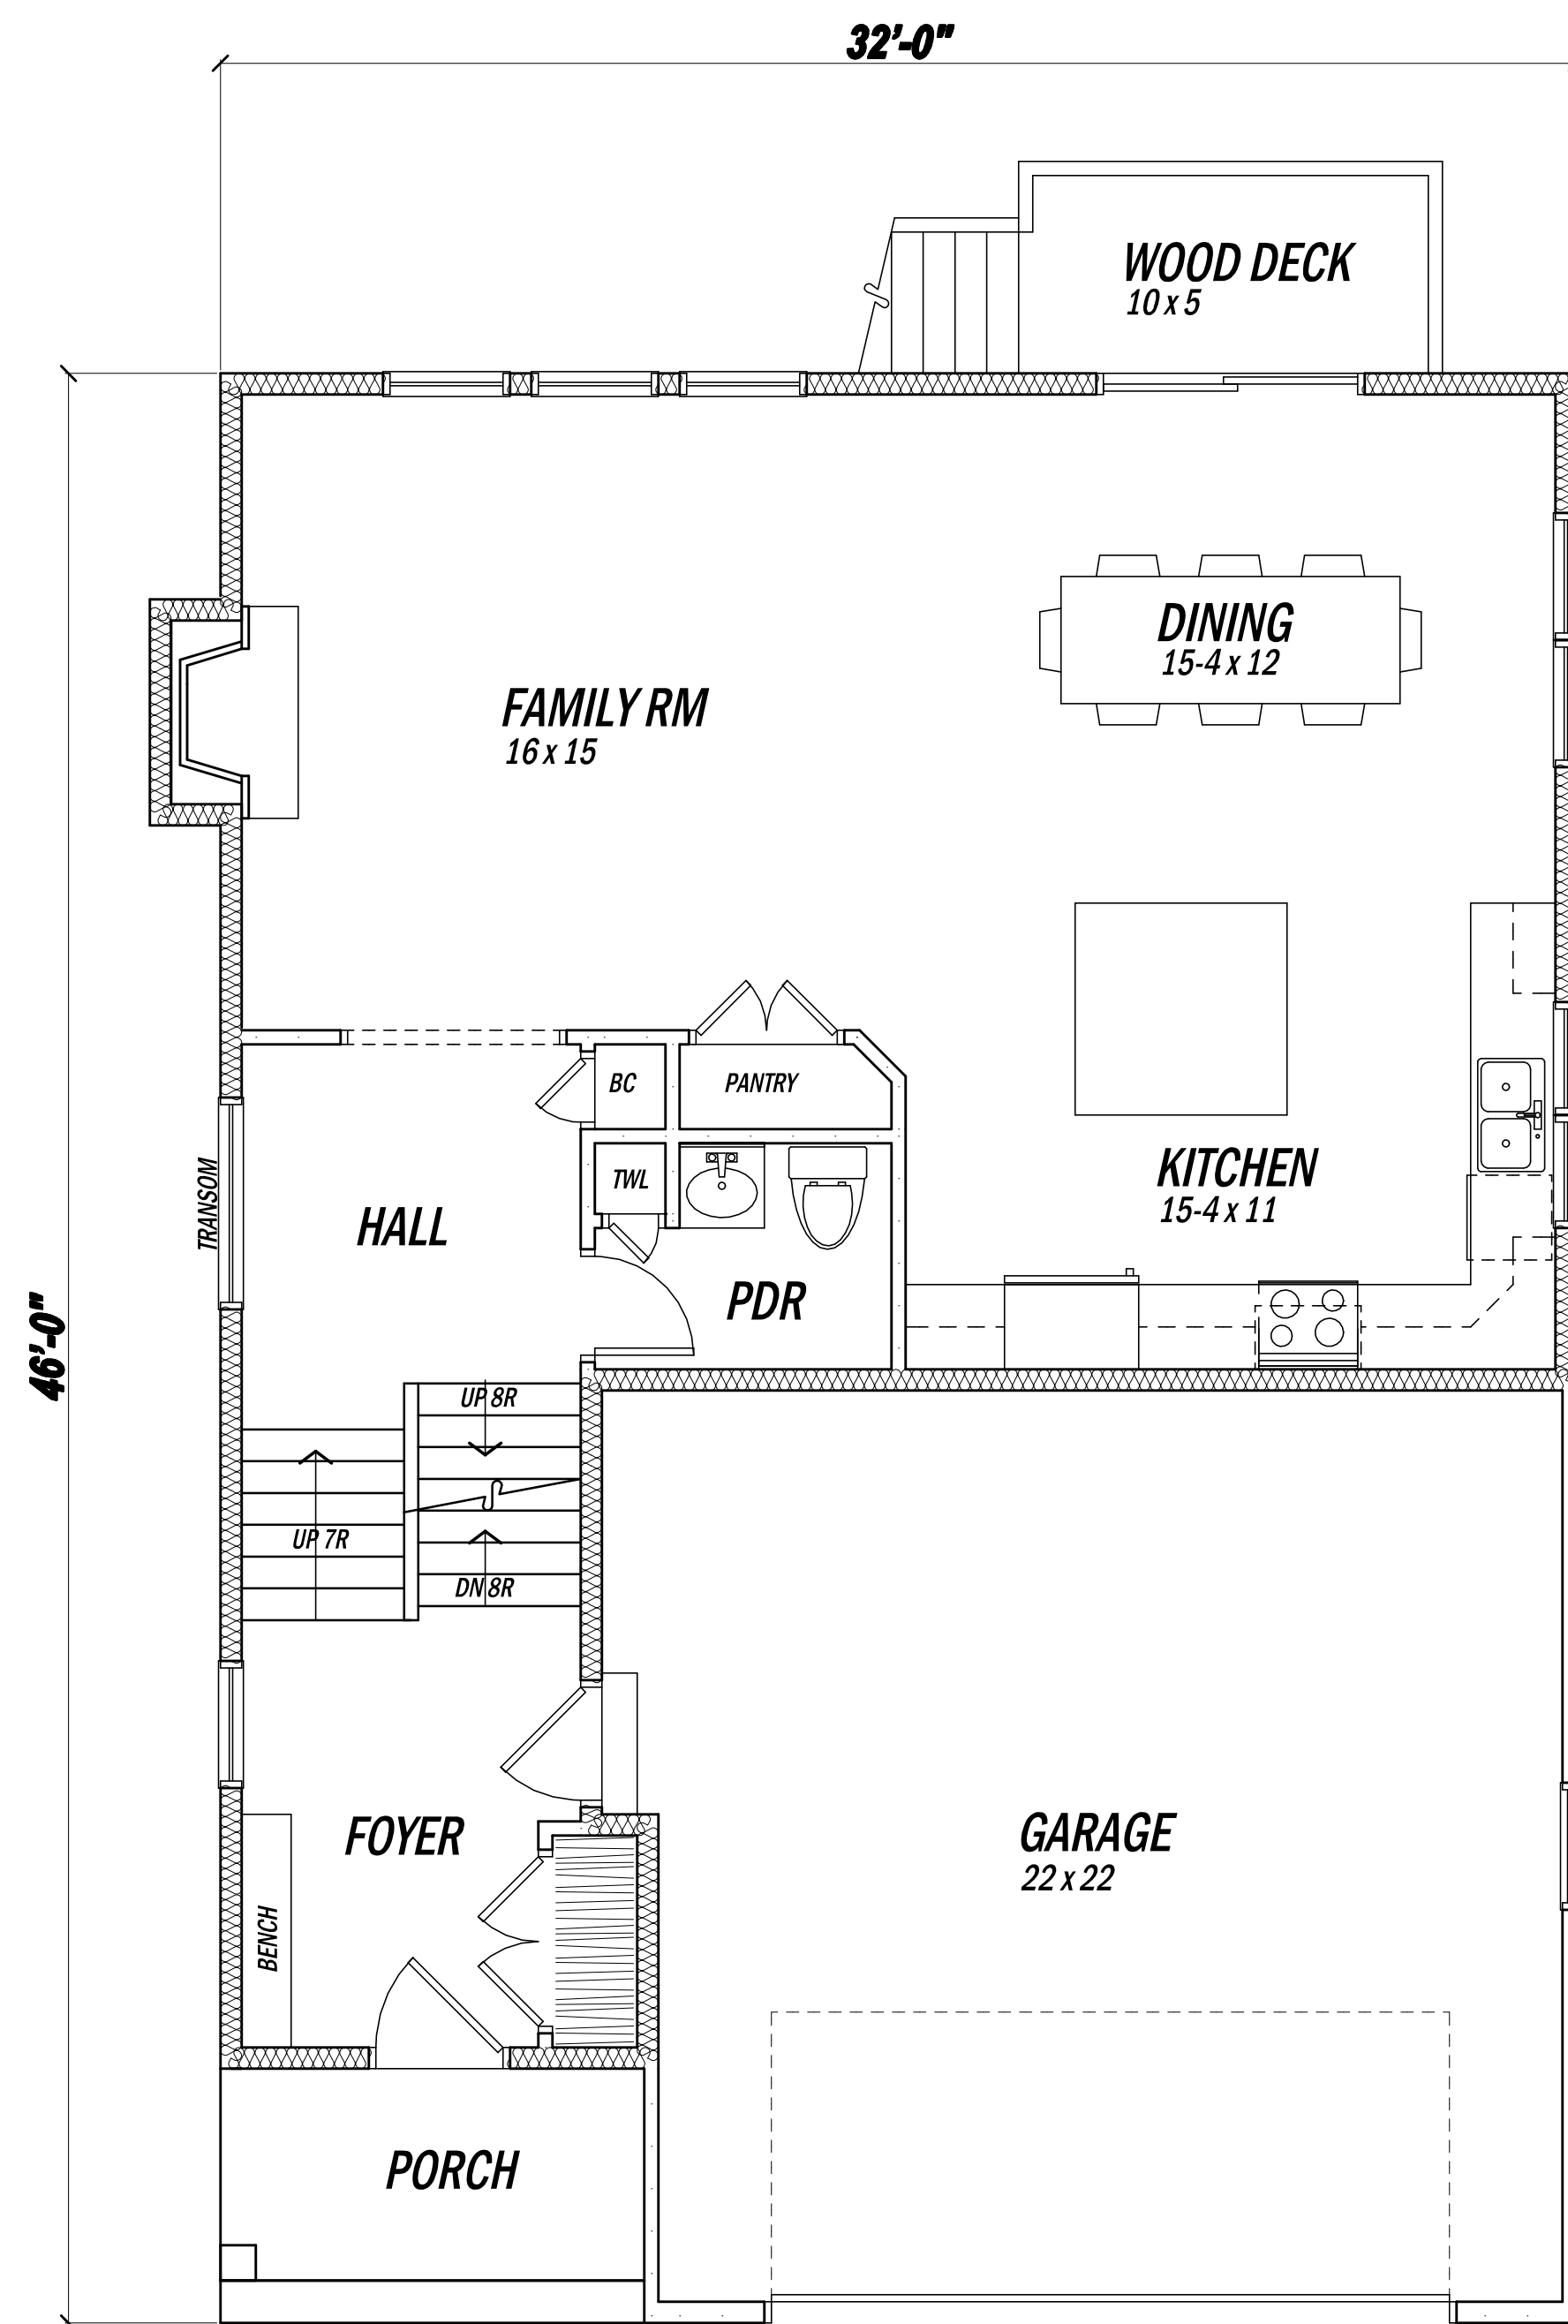 32'-0"
WOOD DECK
10 x 5
DINING
15-4 x 12
FAMILY RM
16 x 15
BC
PANTRY
TWL
KITCHEN
15-4 x 11
TRANSOM
HALL
PDR
46'-0"
UP 8R
UP 7R
DN 8R
FOYER
GARAGE
22 x 22
BENCH
PORCH